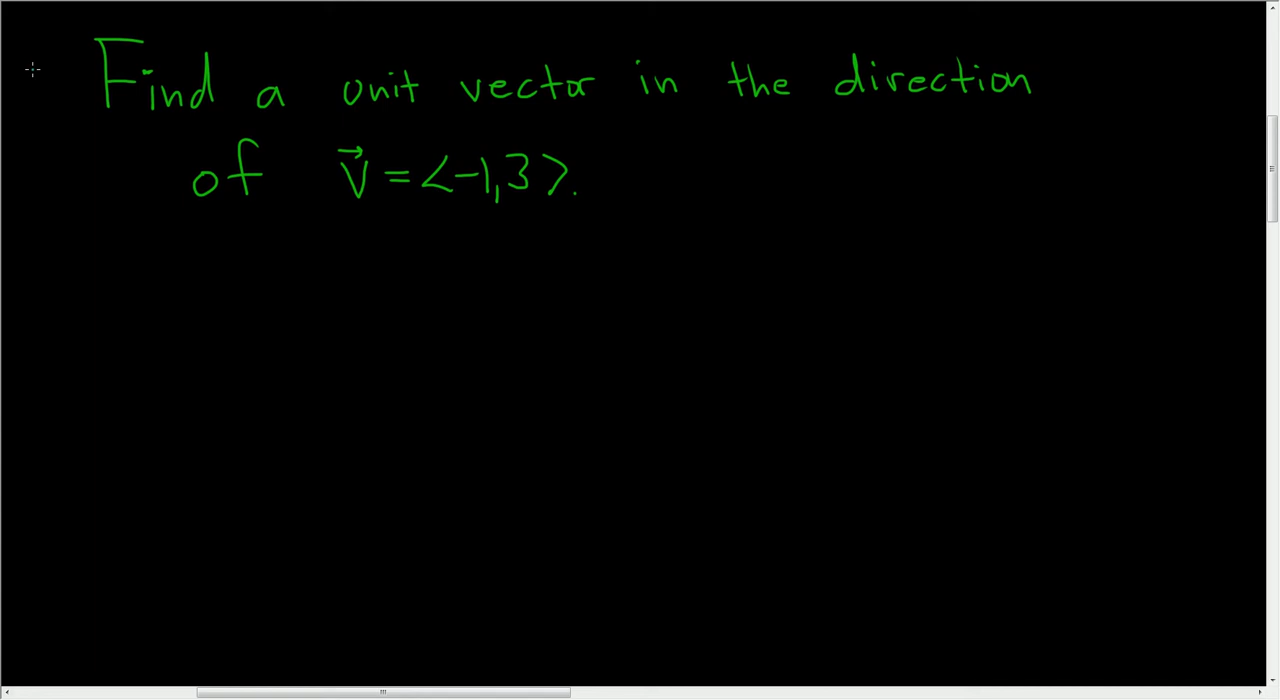 Find a unit vector in the direction
of v⃗ = <-1,3>.